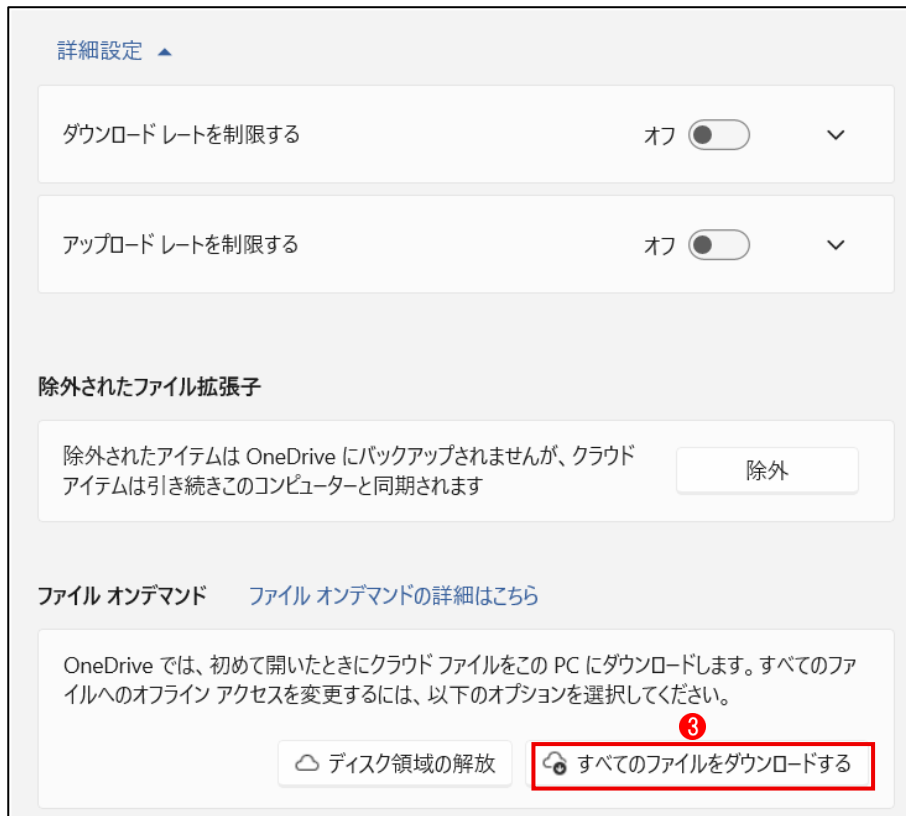 詳細設定
ダウンロード レートを制限する オフ
アップロード レートを制限する オフ
除外されたファイル拡張子
除外されたアイテムは OneDrive にバックアップされませんが、クラウド
アイテムは引き続きこのコンピューターと同期されます
除外
ファイル オンデマンド ファイル オンデマンドの詳細はこちら
OneDrive では、初めて開いたときにクラウド ファイルをこの PC にダウンロードします。すべてのファ
イルへのオフライン アクセスを変更するには、以下のオプションを選択してください。
3
ディスク領域の解放 すべてのファイルをダウンロードする